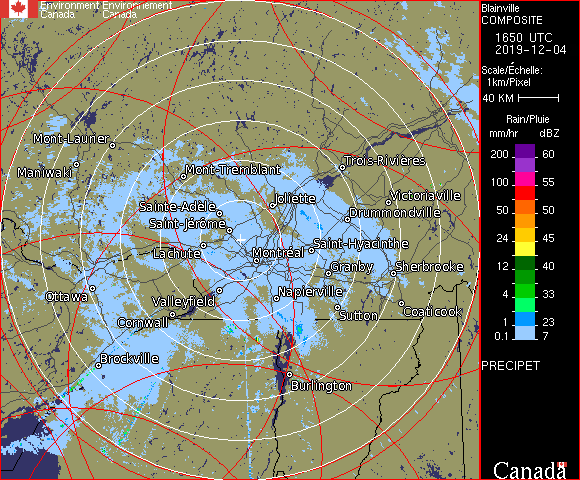 Environment Environnement
Canada Canada
Blainville
COMPOSITE
1650 UTC
2019-12-04
Scale/Échelle:
1km/Pixel
40 KM
Rain/Pluie
mm/hr dBZ
200 60
100 55
50 50
24 45
12 40
4 33
1 23
0.1 7
PRECIPET
Mont-Laurier
Maniwaki
Mont-Tremblant
Trois-Rivières
Joliette
Victoriaville
Sainte-Adèle
Drummondville
Saint-Jérôme
Saint-Hyacinthe
Lachute
Montréal
Granby
Sherbrooke
Ottawa
Valleyfield
Napierville
Cornwall
Sutton
Coaticook
Brockville
Burlington
Canada